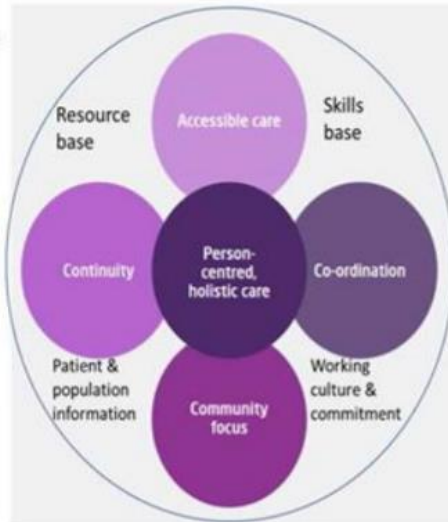 Accessible care
Resource
base
Skills
base
Continuity
Person-
centred,
holistic care
Co-ordination
Patient &
population
information
Working
culture &
commitment
Community
focus